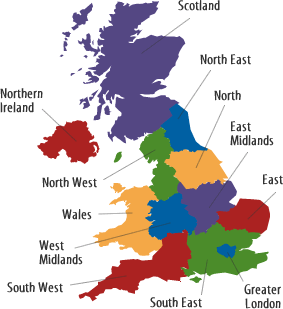 Scotland
North East
Northern
Ireland
North
East
Midlands
North West
East
Wales
West
Midlands
South West
South East
Greater
London